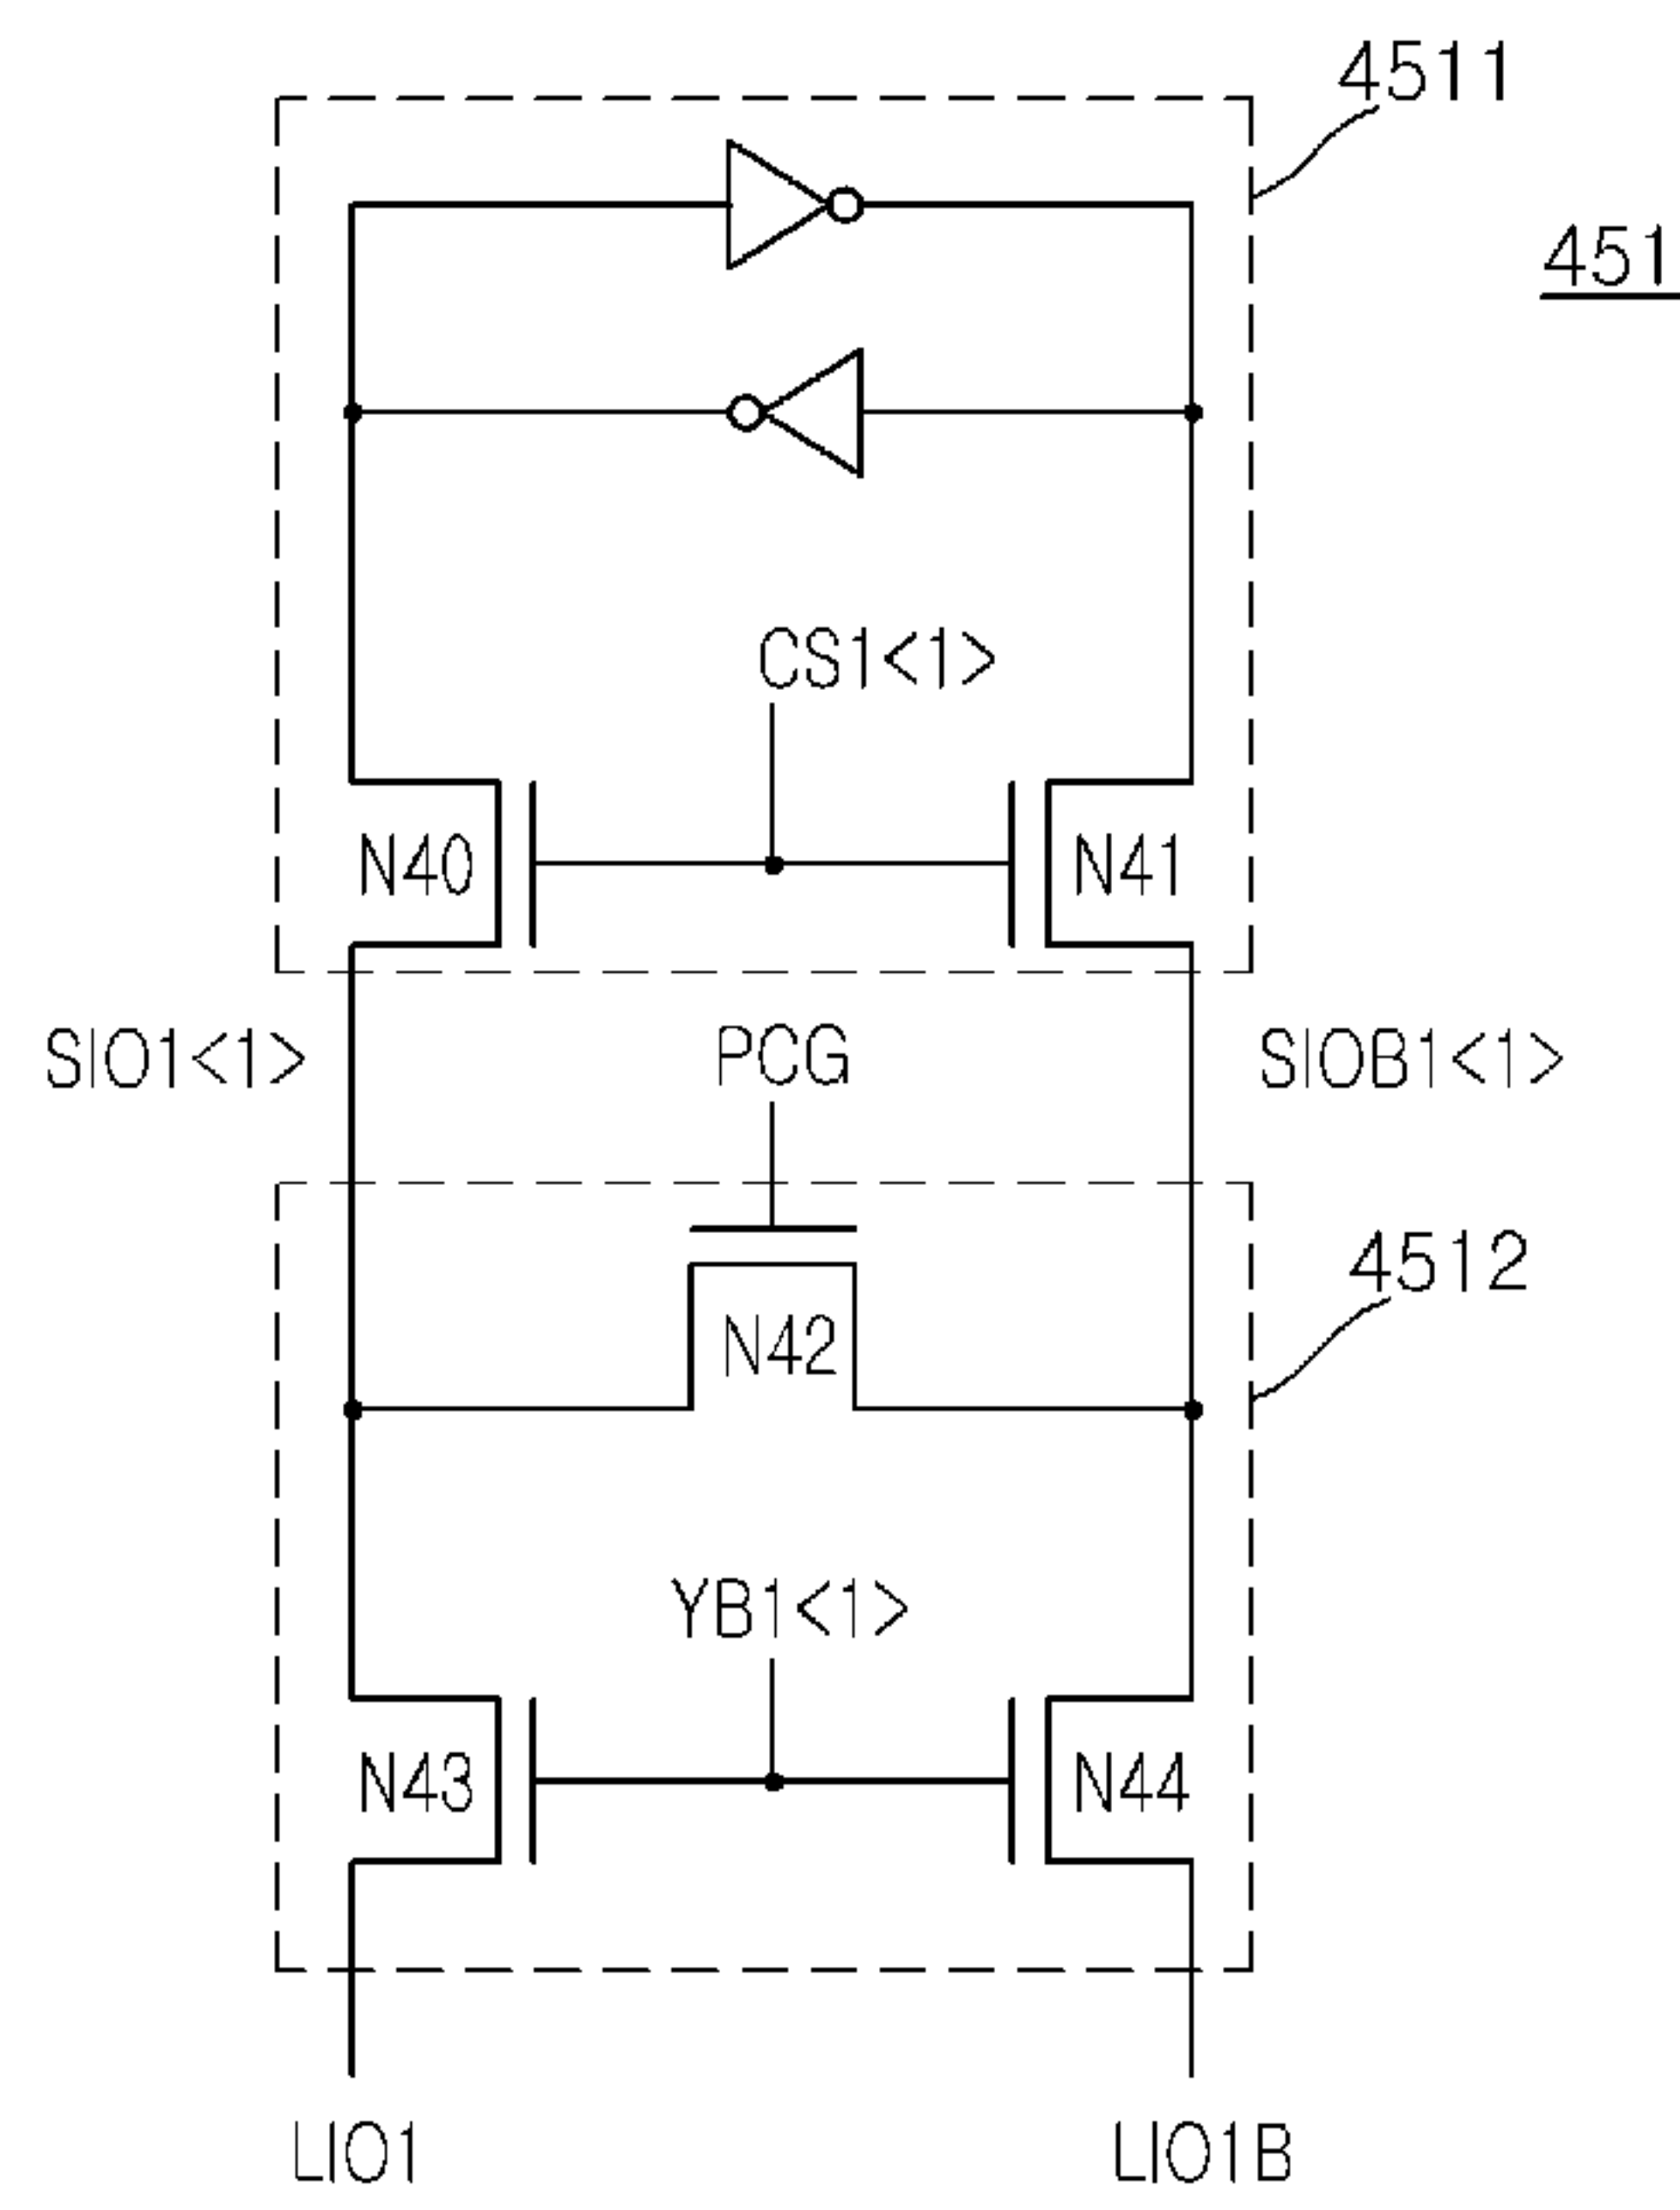 4511
451
CS1<1>
N40
N41
SIO1<1>
PCG
SIOB1<1>
4512
N42
YB1<1>
N43
N44
LIO1
LIO1B